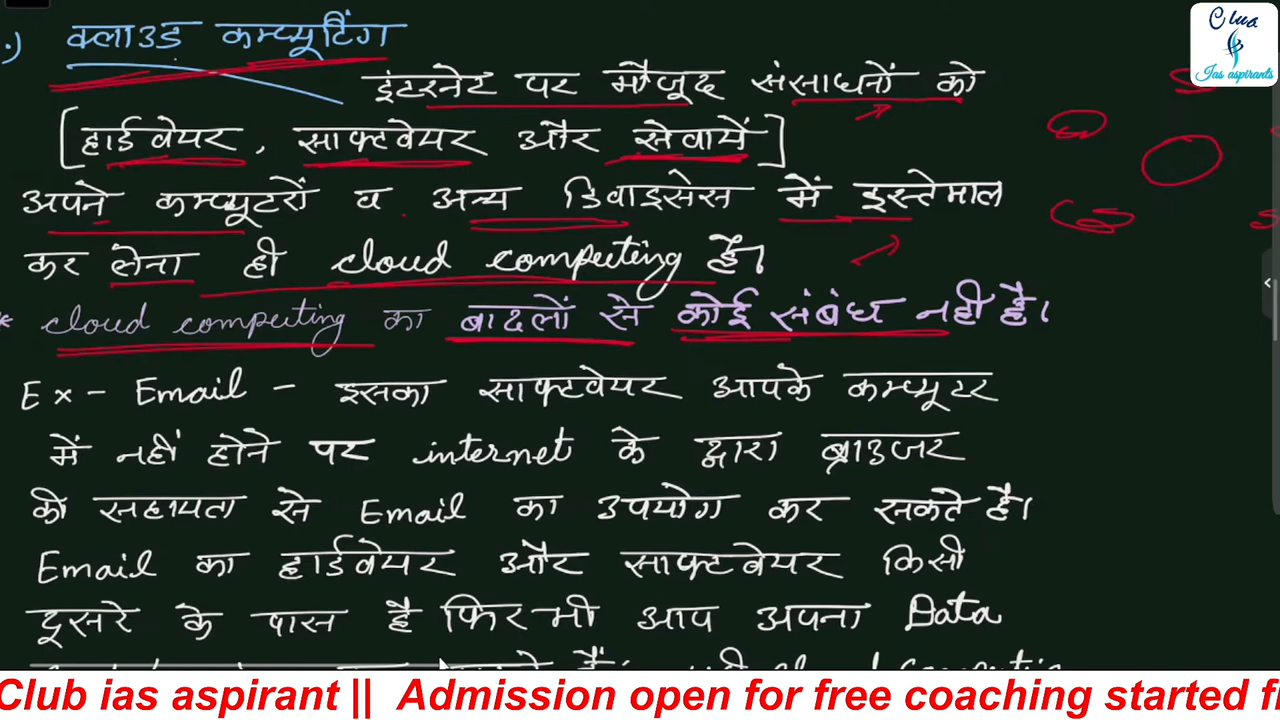 Club
Ias aspirants
.) क्लाउड कम्प्यूटिंग
इंटरनेट पर मौजूद संसाधनों को
[हार्डवेयर, साफ्टवेयर और सेवायें]
अपने कम्प्यूटरों व अन्य डिवाइसेस में इस्तेमाल
कर लेना ही cloud computing है।
* cloud computing का बादलों से कोई संबंध नहीं है।
Ex - Email - इसका साफ्टवेयर आपके कम्प्यूटर
में नहीं होने पर internet के द्वारा ब्राउजर
की सहायता से Email का उपयोग कर सकते है।
Email का हार्डवेयर और साफ्टवेयर किसी
दूसरे के पास है फिर भी आप अपना Data
Club ias aspirant || Admission open for free coaching started fi